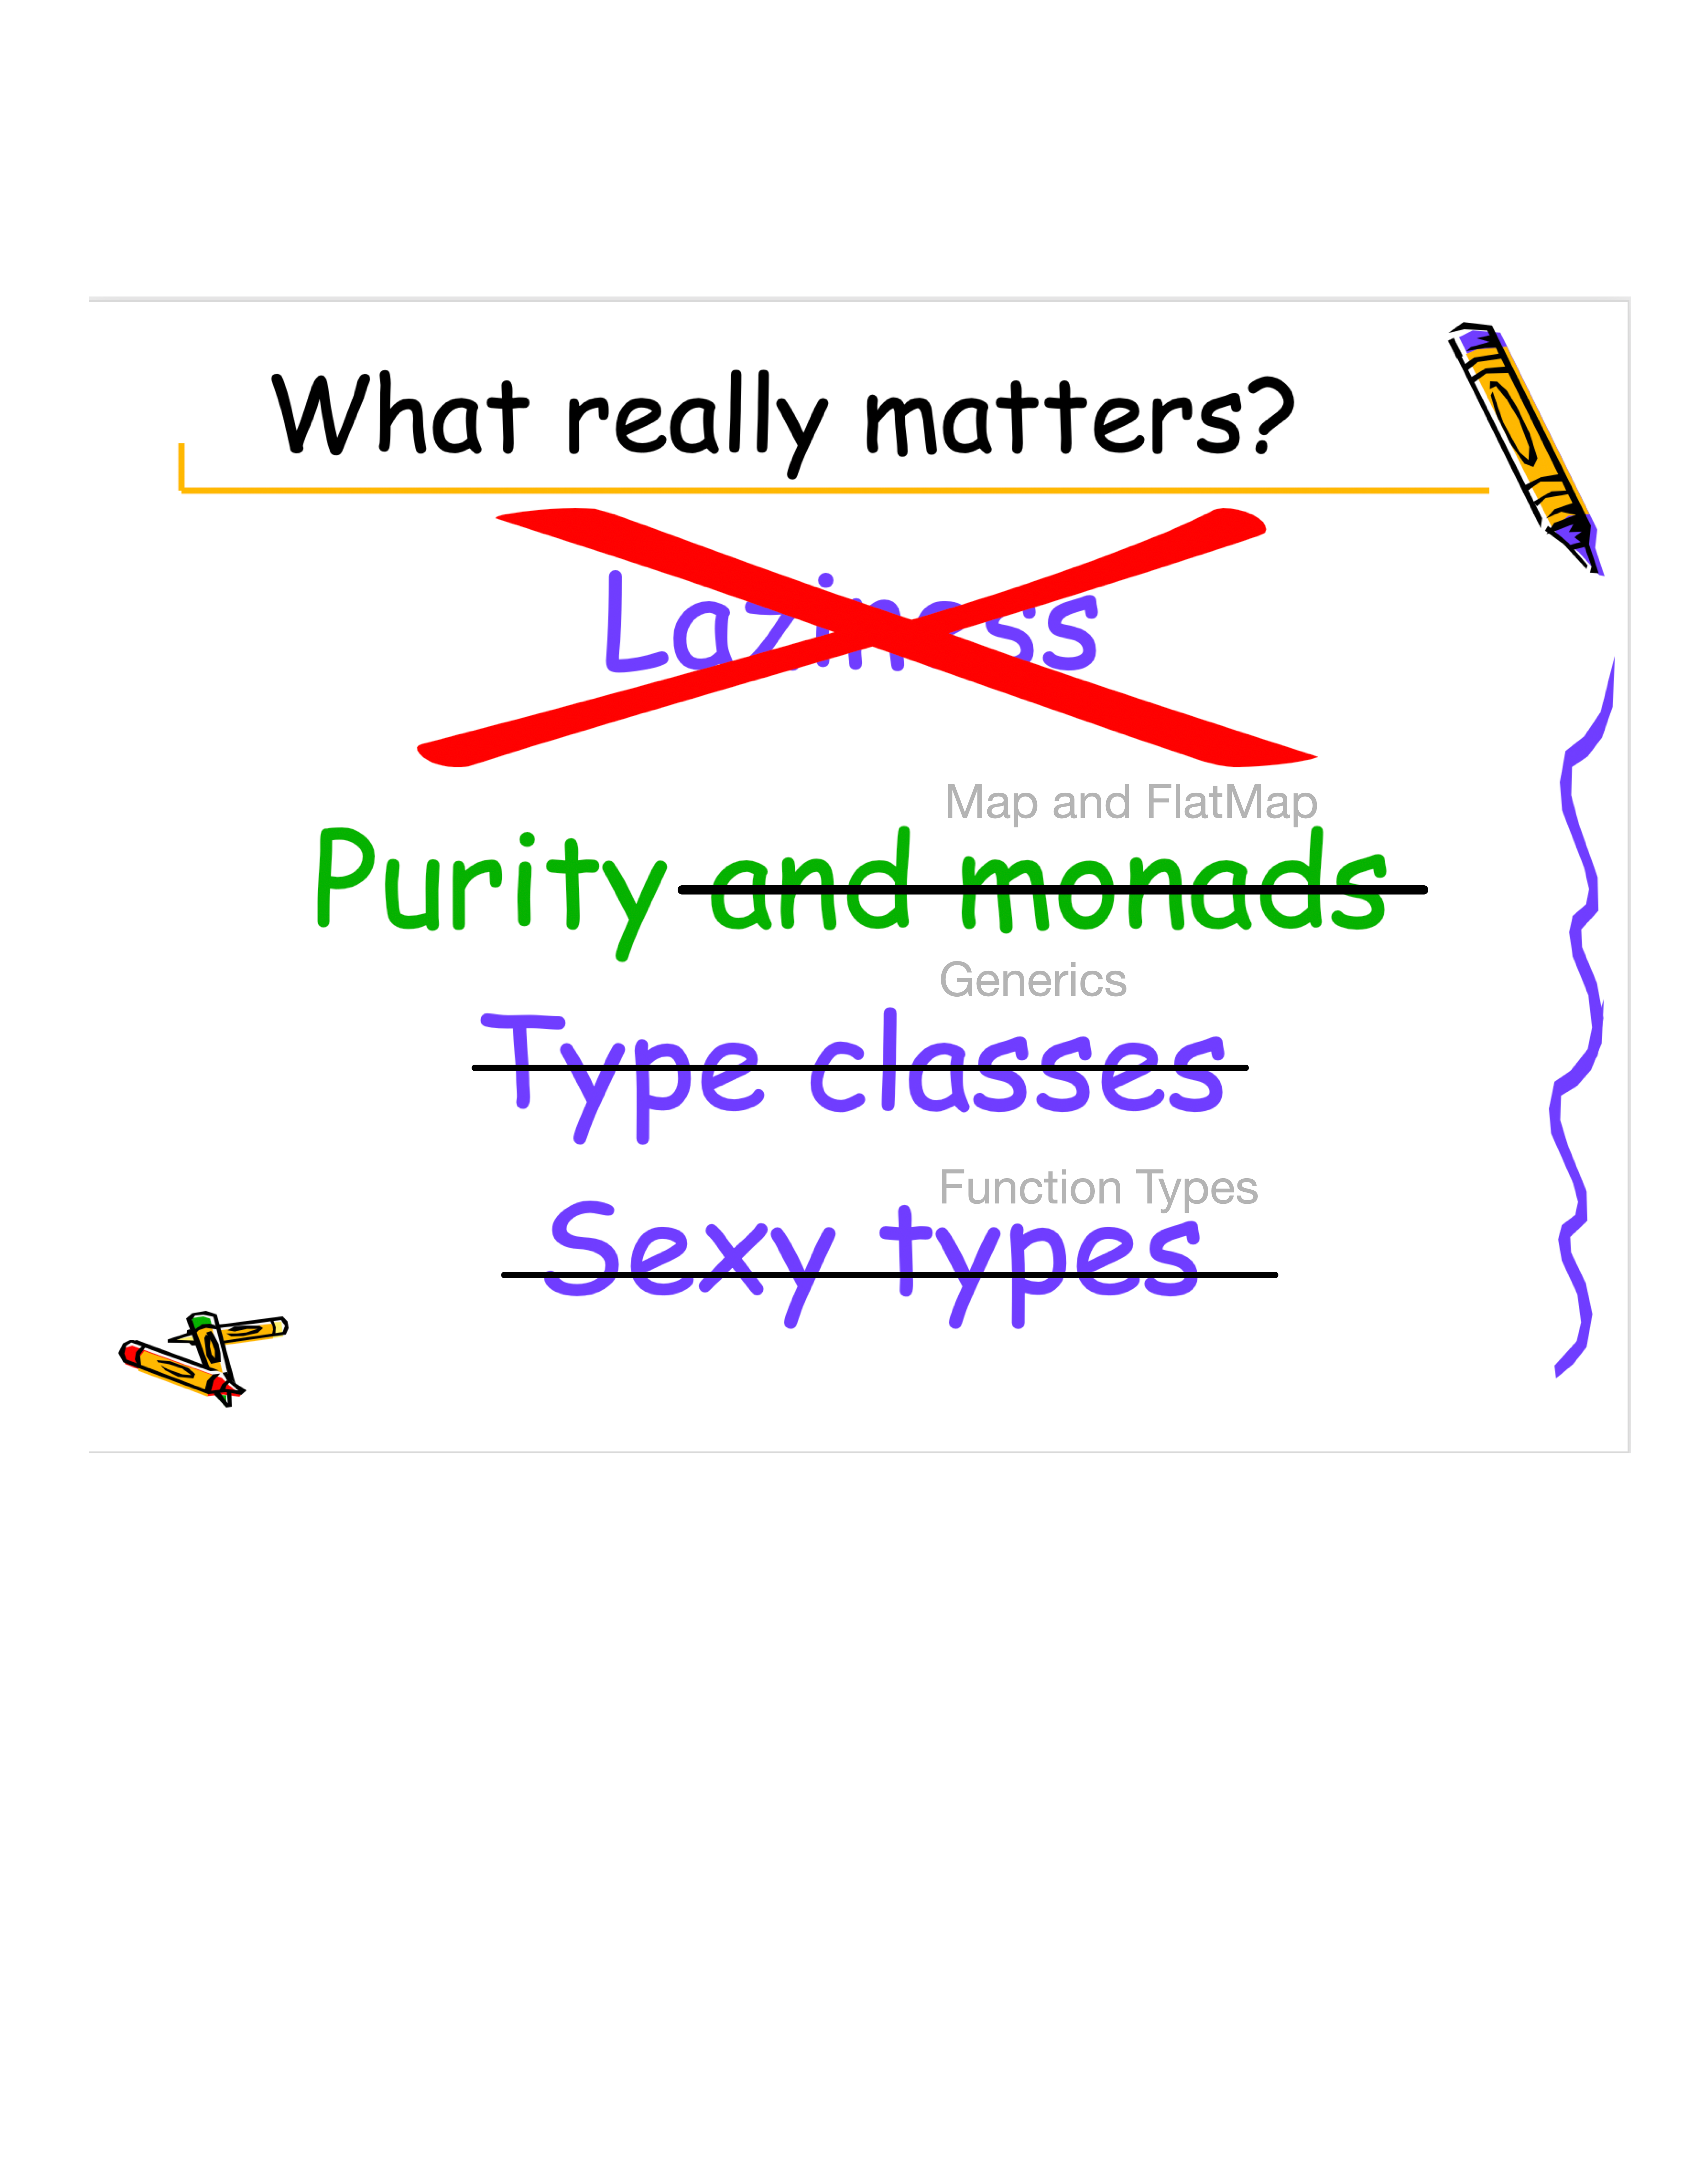 What really matters?
Laziness
Map and FlatMap
Purity and monads
Generics
Type classes
Function Types
Sexy types